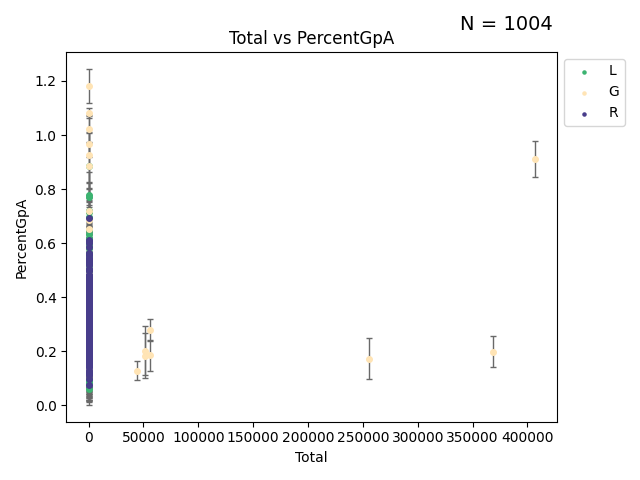 N = 1004
Total vs PercentGpA
L
G
R
PercentGpA
1.2
1.0
0.8
0.6
0.4
0.2
0.0
0 50000 100000 150000 200000 250000 300000 350000 400000
Total